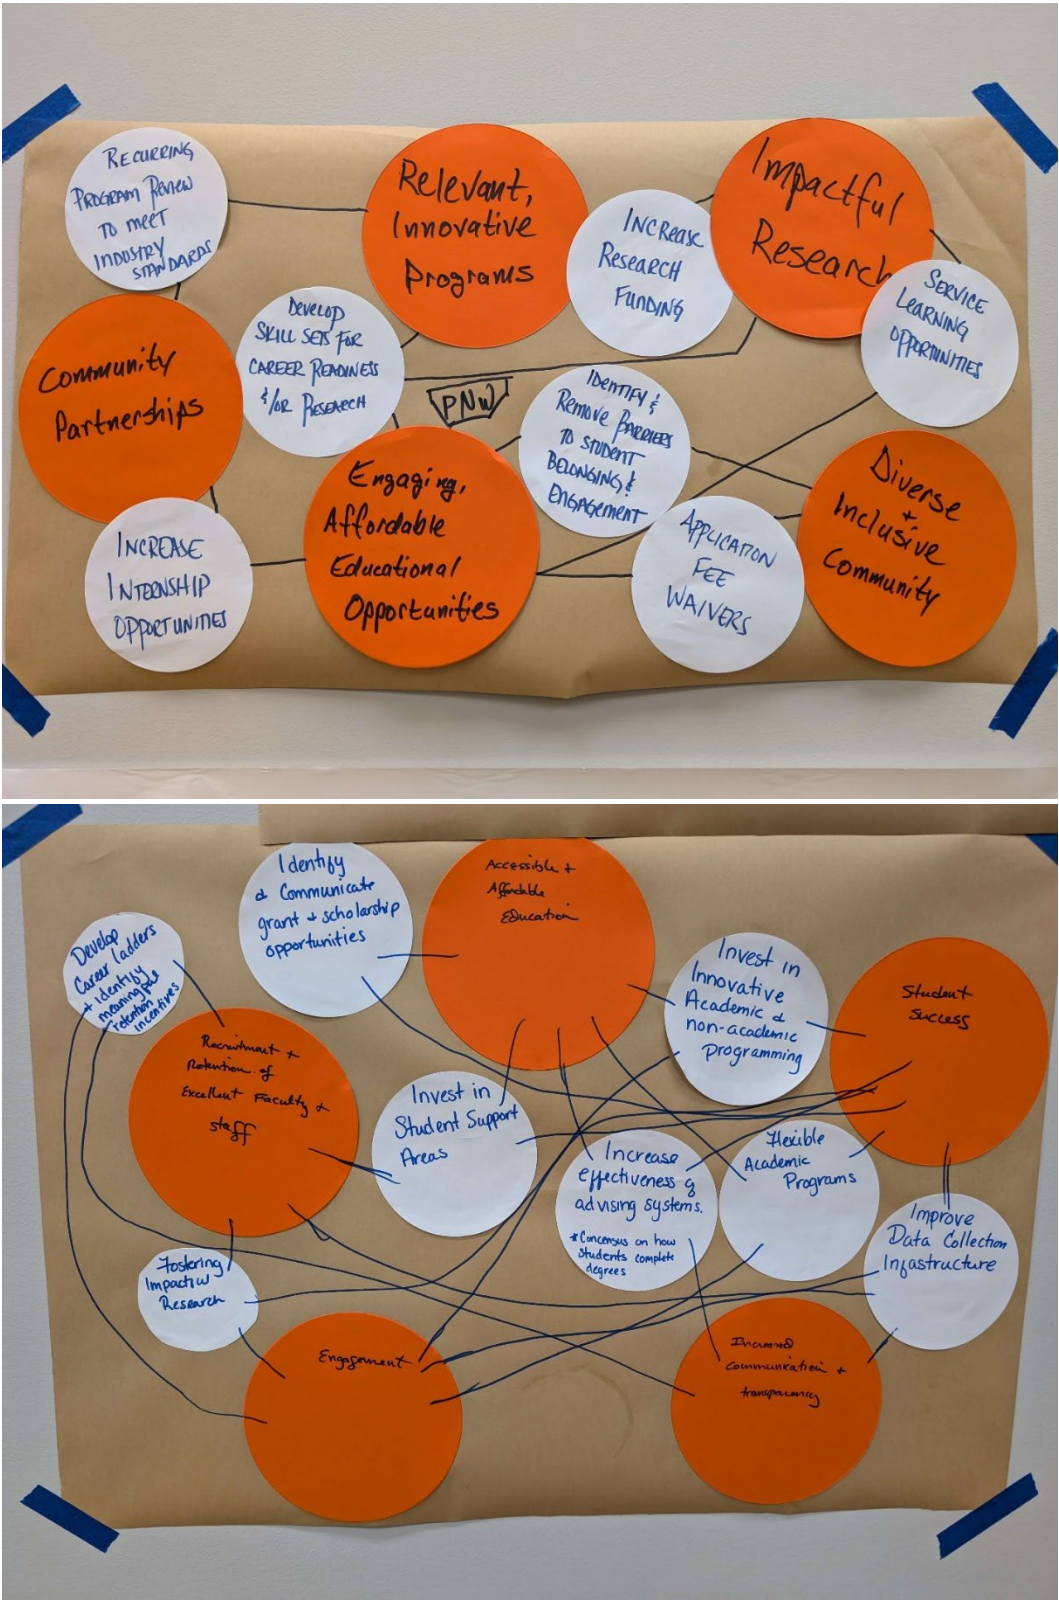 RECURRING
PROGRAM REVIEW
TO MEET
INDUSTRY
STANDARDS
Relevant,
Innovative
Programs
INCREASE
RESEARCH
FUNDING
Impactful
Research
SERVICE
LEARNING
OPPORTUNITIES
Community
Partnerships
DEVELOP
SKILL SETS FOR
CAREER READINESS
&/OR RESEARCH
PNW
IDENTIFY &
REMOVE BARRIERS
TO STUDENT
BELONGING &
ENGAGEMENT
Engaging,
Affordable
Educational
Opportunities
INCREASE
INTERNSHIP
OPPORTUNITIES
APPLICATION
FEE
WAIVERS
Diverse
+
Inclusive
Community
Identify
& Communicate
grant + scholarship
opportunities
Accessible +
Affordable
Education
Develop
Career ladders
+ identify
meaningful
retention
incentives
Invest in
Innovative
Academic &
non-academic
programming
Student
Success
Recruitment +
Retention of
Excellent Faculty +
staff
Invest in
Student Support
Areas
Increase
effectiveness of
advising systems.
*Consensus on how
students complete
degrees
Flexible
Academic
Programs
Improve
Data Collection
Infastructure
Fostering
Impactful
Research
Engagement
Increased
communication +
transparency